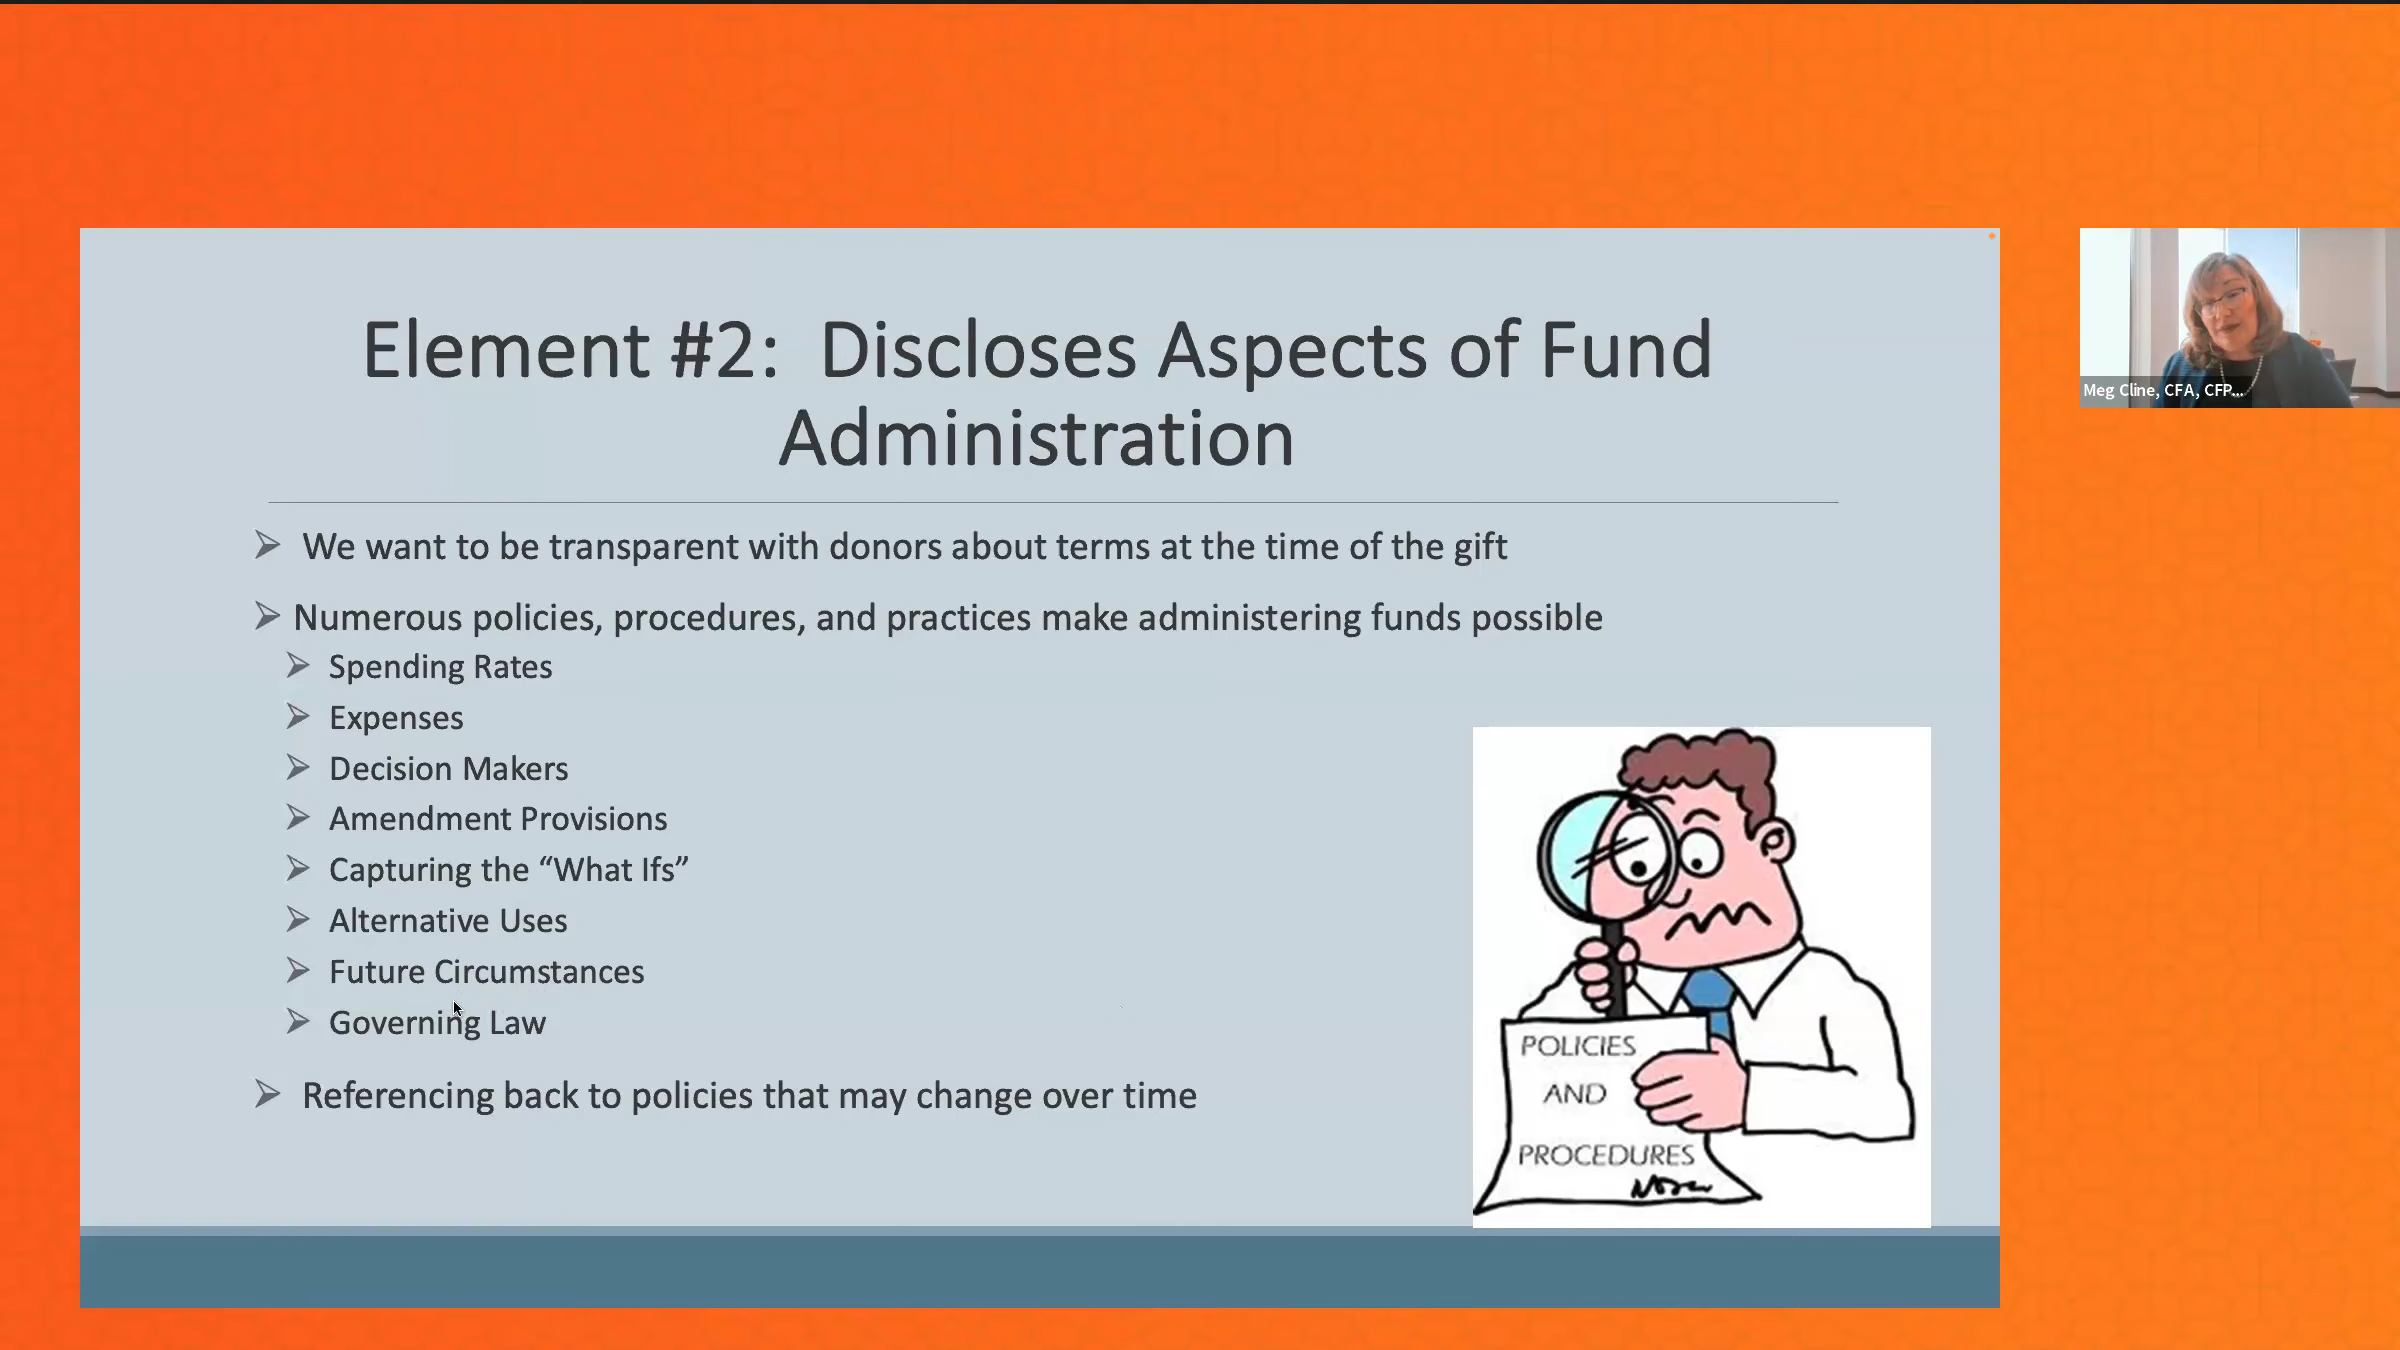 Element #2: Discloses Aspects of Fund
Administration
We want to be transparent with donors about terms at the time of the gift
Numerous policies, procedures, and practices make administering funds possible
Spending Rates
Expenses
Decision Makers
Amendment Provisions
Capturing the “What Ifs”
Alternative Uses
Future Circumstances
Governing Law
Referencing back to policies that may change over time
POLICIES
AND
PROCEDURES
Meg Cline, CFA, CFP...